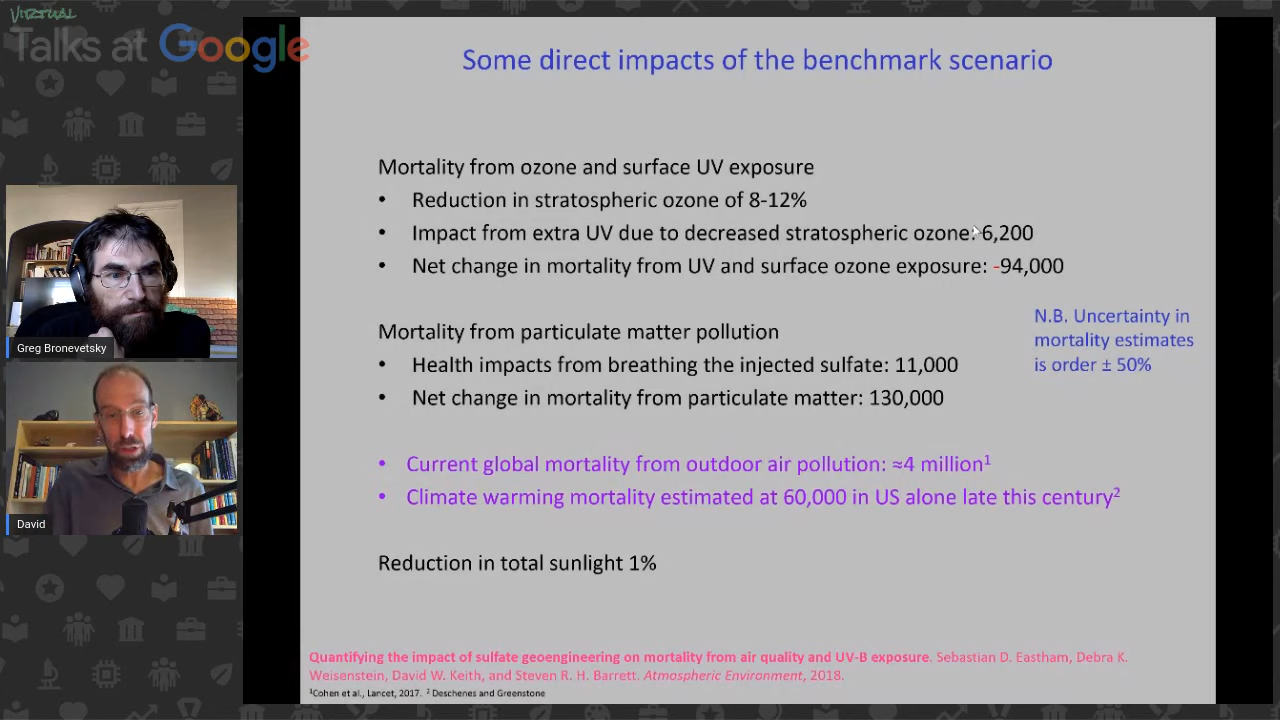 VIRTUAL
Talks at Google
Some direct impacts of the benchmark scenario
Mortality from ozone and surface UV exposure
• Reduction in stratospheric ozone of 8-12%
• Impact from extra UV due to decreased stratospheric ozone: 6,200
• Net change in mortality from UV and surface ozone exposure: -94,000
N.B. Uncertainty in
mortality estimates
is order ± 50%
Mortality from particulate matter pollution
• Health impacts from breathing the injected sulfate: 11,000
• Net change in mortality from particulate matter: 130,000
• Current global mortality from outdoor air pollution: ≈4 million¹
• Climate warming mortality estimated at 60,000 in US alone late this century²
Reduction in total sunlight 1%
Quantifying the impact of sulfate geoengineering on mortality from air quality and UV-B exposure. Sebastian D. Eastham, Debra K.
Weisenstein, David W. Keith, and Steven R. H. Barrett. Atmospheric Environment, 2018.
¹Cohen et al., Lancet, 2017. ² Deschenes and Greenstone
Greg Bronevetsky
David